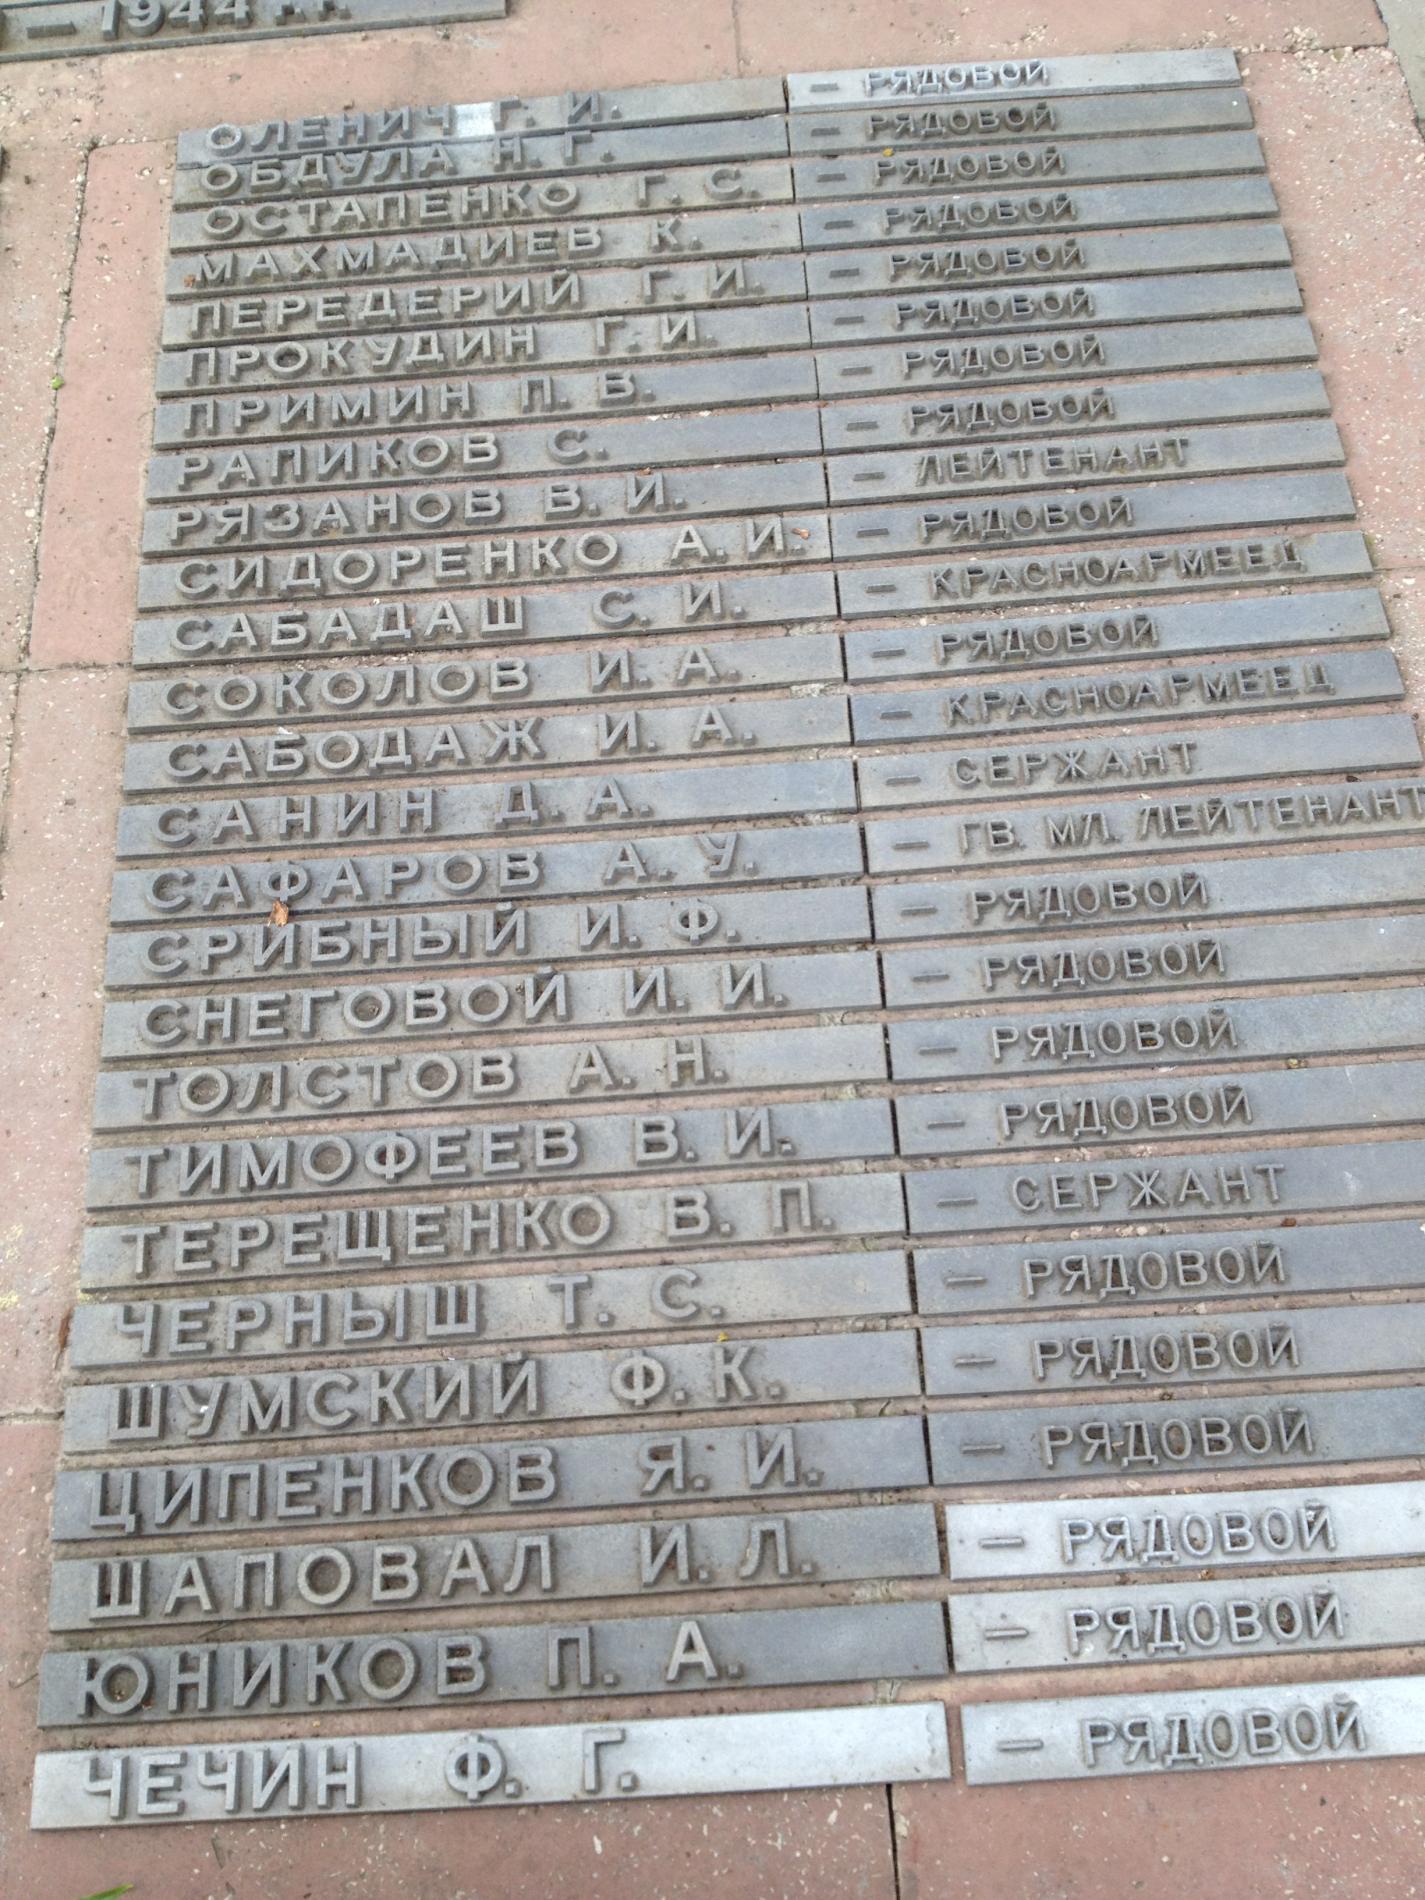 — 1944 г.г.
ОЛЕНИЧ Г. И. — РЯДОВОЙ
ОБДУЛА Н. Г. — РЯДОВОЙ
ОСТАПЕНКО Г. С. — РЯДОВОЙ
МАХМАДИЕВ К. — РЯДОВОЙ
ПЕРЕДЕРИЙ Г. И. — РЯДОВОЙ
ПРОКУДИН Г. И. — РЯДОВОЙ
ПРИМИН П. В. — РЯДОВОЙ
РАПИКОВ С. — РЯДОВОЙ
РЯЗАНОВ В. И. — ЛЕЙТЕНАНТ
СИДОРЕНКО А. И. — РЯДОВОЙ
САБАДАШ С. И. — КРАСНОАРМЕЕЦ
СОКОЛОВ И. А. — РЯДОВОЙ
САБОДАЖ И. А. — КРАСНОАРМЕЕЦ
САНИН Д. А. — СЕРЖАНТ
САФАРОВ А. У. — ГВ. МЛ. ЛЕЙТЕНАНТ
СРИБНЫЙ И. Ф. — РЯДОВОЙ
СНЕГОВОЙ И. И. — РЯДОВОЙ
ТОЛСТОВ А. Н. — РЯДОВОЙ
ТИМОФЕЕВ В. И. — РЯДОВОЙ
ТЕРЕЩЕНКО В. П. — СЕРЖАНТ
ЧЕРНЫШ Т. С. — РЯДОВОЙ
ШУМСКИЙ Ф. К. — РЯДОВОЙ
ЦИПЕНКОВ Я. И. — РЯДОВОЙ
ШАПОВАЛ И. Л. — РЯДОВОЙ
ЮНИКОВ П. А. — РЯДОВОЙ
ЧЕЧИН Ф. Г. — РЯДОВОЙ